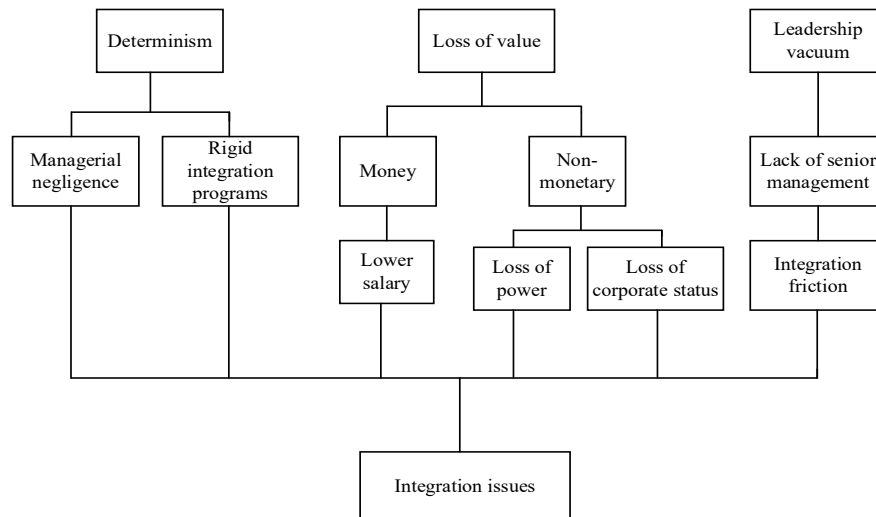 Determinism
Loss of value
Leadership
vacuum
Managerial
negligence
Rigid
integration
programs
Money
Non-
monetary
Lack of senior
management
Lower
salary
Loss of
power
Loss of
corporate status
Integration
friction
Integration issues